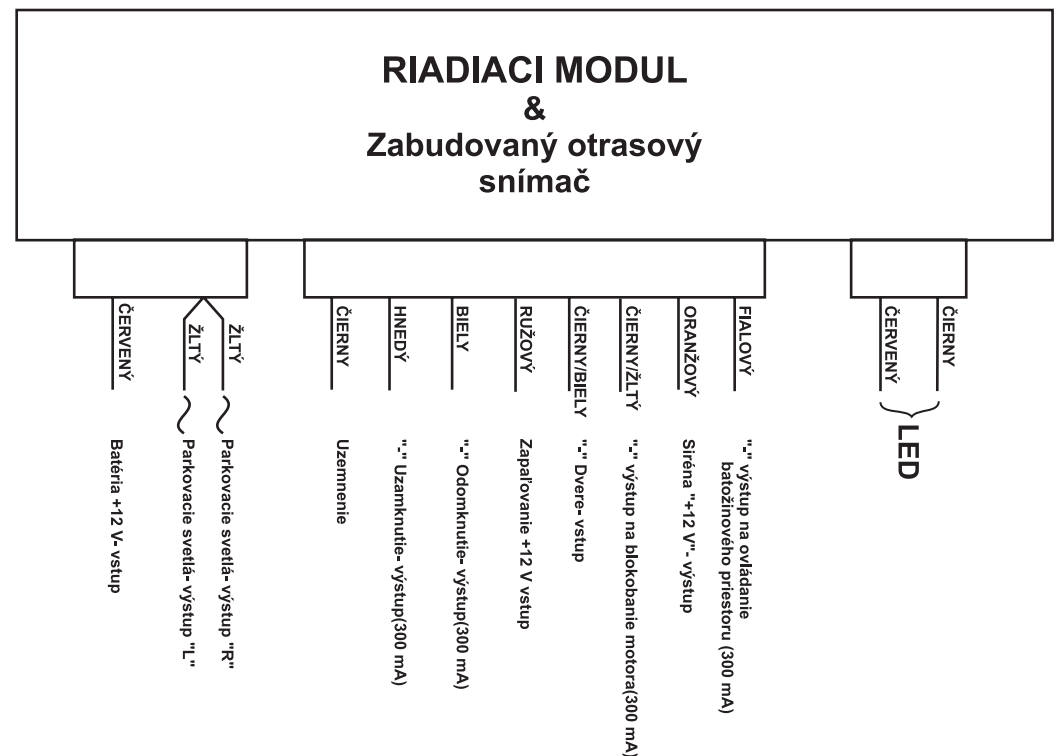 RIADIACI MODUL
&
Zabudovaný otrasový
snímač
ČERVENÝ
Batéria +12 V- vstup
ŽLTÝ
Parkovacie svetlá- výstup "L"
ŽLTÝ
Parkovacie svetlá- výstup "R"
ČIERNY
Uzemnenie
HNEDÝ
"-" Uzamknutie- výstup(300 mA)
BIELY
"-" Odomknutie- výstup(300 mA)
RUŽOVÝ
Zapaľovanie +12 V vstup
ČIERNY/BIELY
"-" Dvere- vstup
ČIERNY/ŽLTÝ
"-" výstup na blokobanie motora(300 mA)
ORANŽOVÝ
Siréna "+12 V"- výstup
FIALOVÝ
"-" výstup na ovládanie
batožinového priestoru (300 mA)
ČERVENÝ
ČIERNY
LED